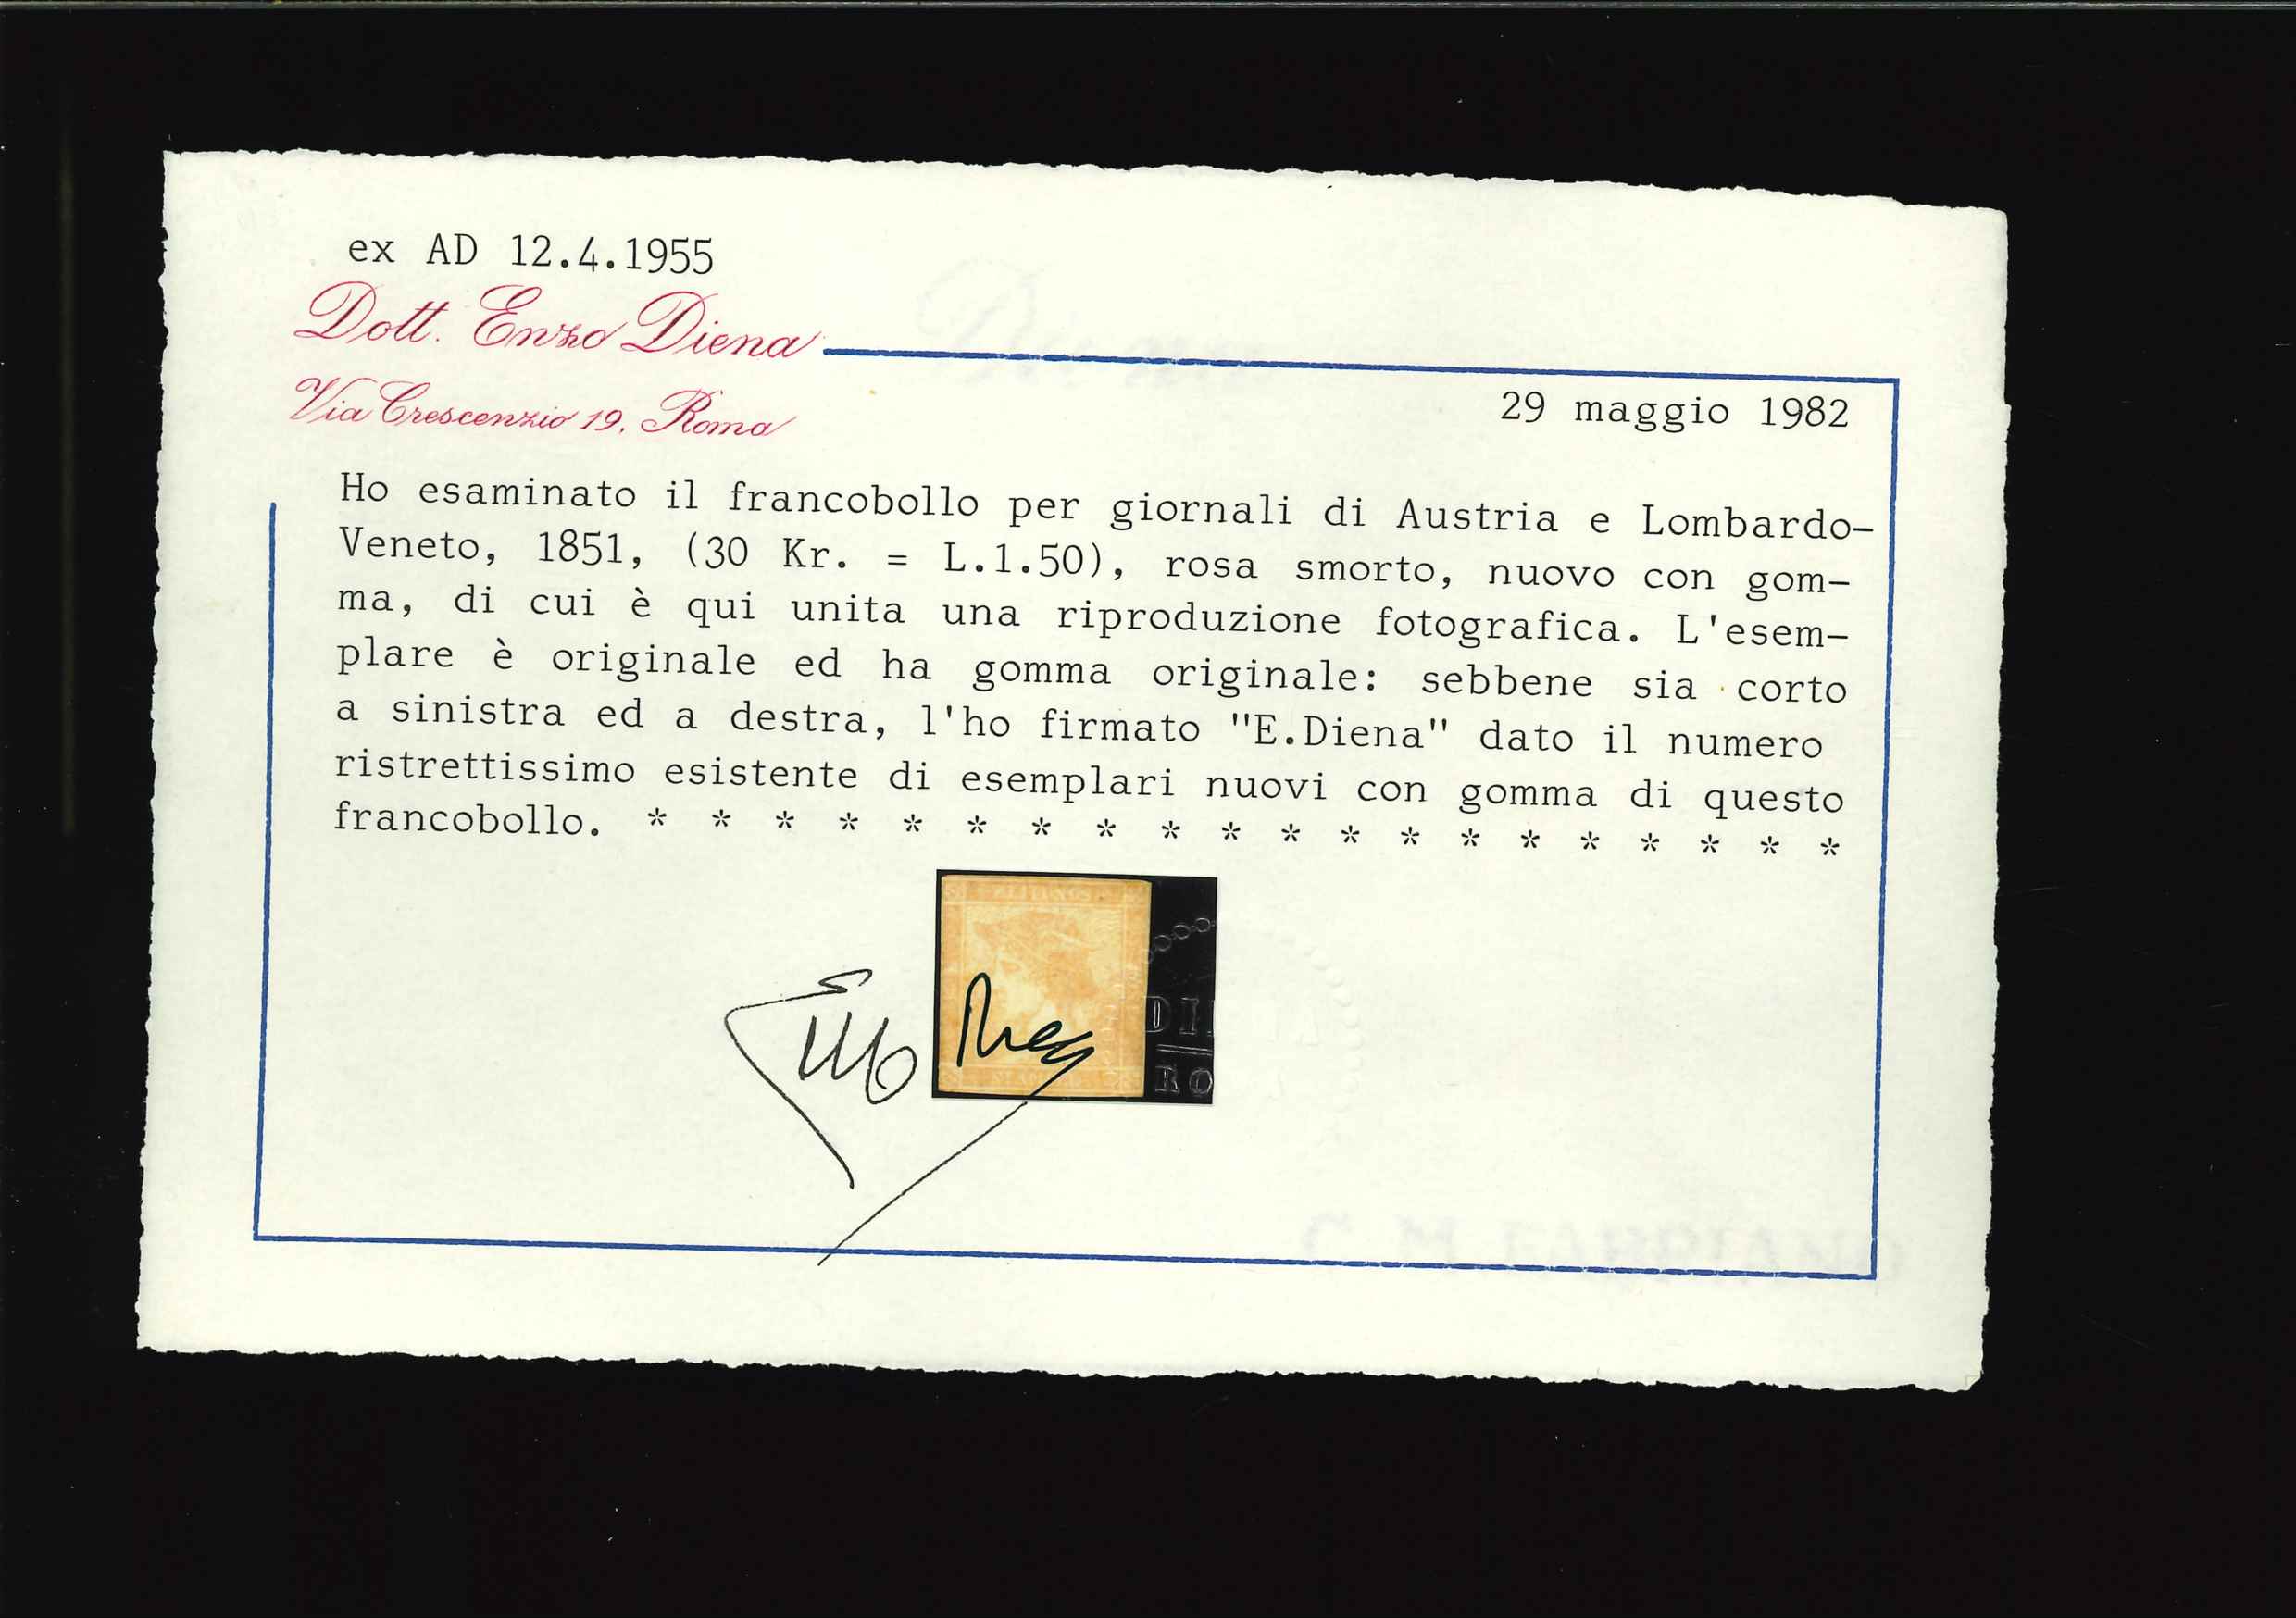 ex AD 12.4.1955
Dott. Enzo Diena
Via Crescenzio 19, Roma
29 maggio 1982
Ho esaminato il francobollo per giornali di Austria e Lombardo-
Veneto, 1851, (30 Kr. = L.1.50), rosa smorto, nuovo con gom-
ma, di cui è qui unita una riproduzione fotografica. L'esem-
plare è originale ed ha gomma originale: sebbene sia corto
a sinistra ed a destra, l'ho firmato "E.Diena" dato il numero
ristrettissimo esistente di esemplari nuovi con gomma di questo
francobollo. * * * * * * * * * * * * * * * * * * * *
DI
RO